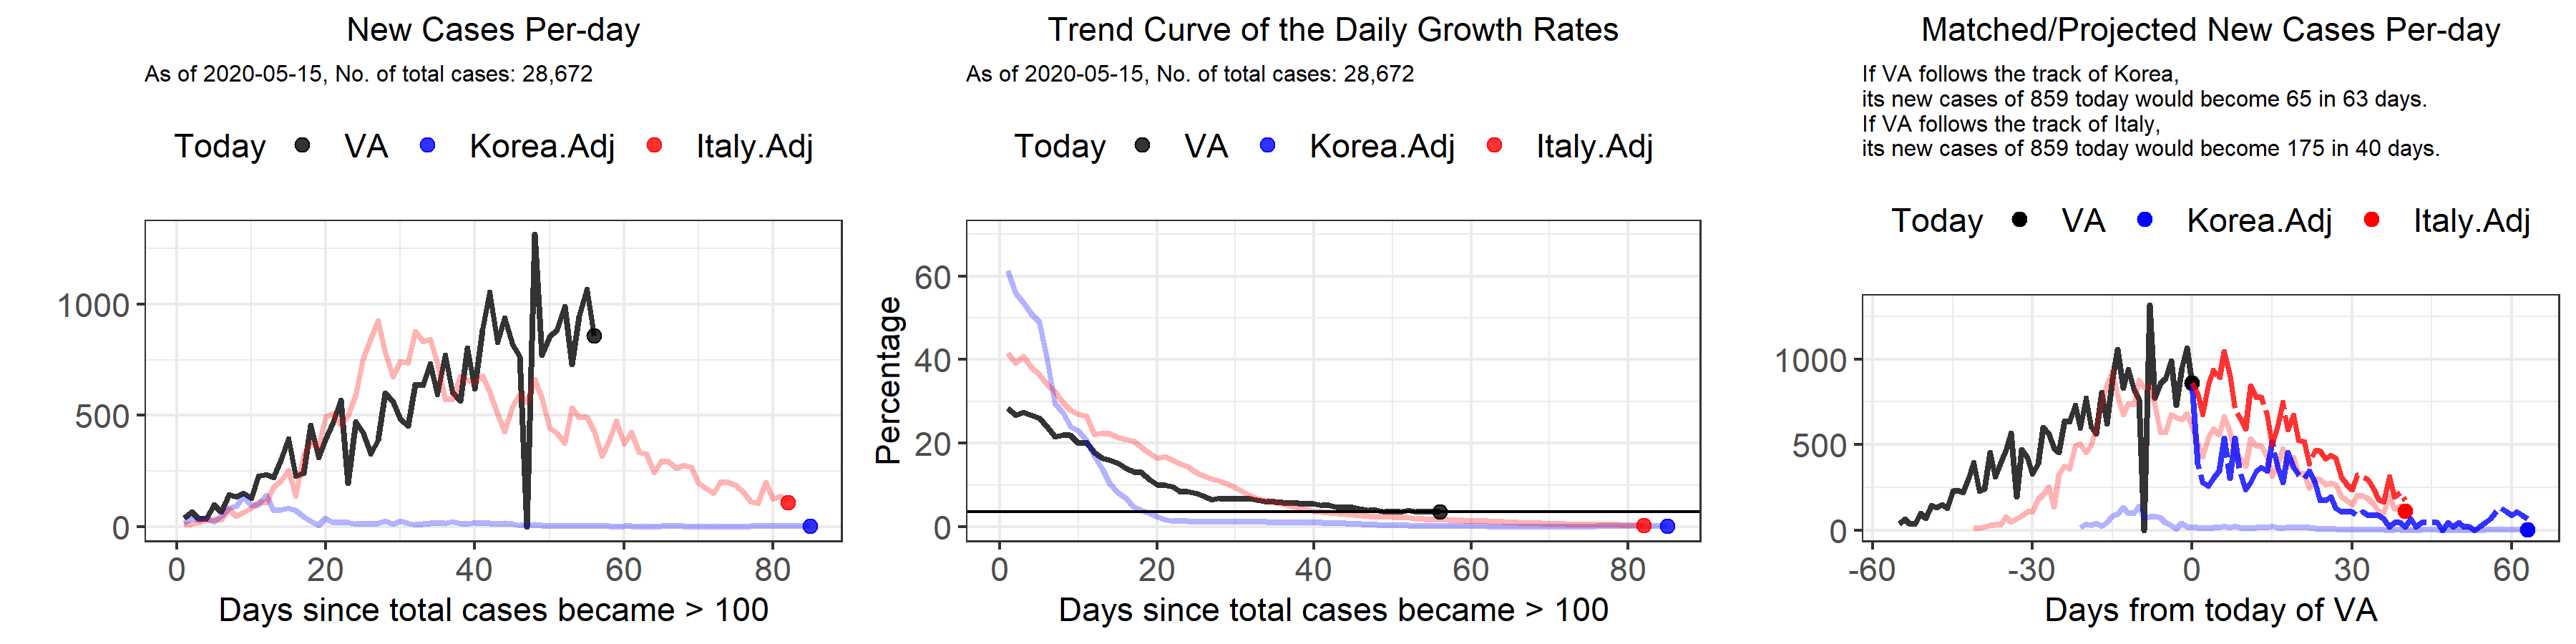 New Cases Per-day
As of 2020-05-15, No. of total cases: 28,672
Today VA Korea.Adj Italy.Adj
1000
500
0
0 20 40 60 80
Days since total cases became > 100
Trend Curve of the Daily Growth Rates
As of 2020-05-15, No. of total cases: 28,672
Today VA Korea.Adj Italy.Adj
Percentage
60
40
20
0
0 20 40 60 80
Days since total cases became > 100
Matched/Projected New Cases Per-day
If VA follows the track of Korea,
its new cases of 859 today would become 65 in 63 days.
If VA follows the track of Italy,
its new cases of 859 today would become 175 in 40 days.
Today VA Korea.Adj Italy.Adj
1000
500
0
-60 -30 0 30 60
Days from today of VA